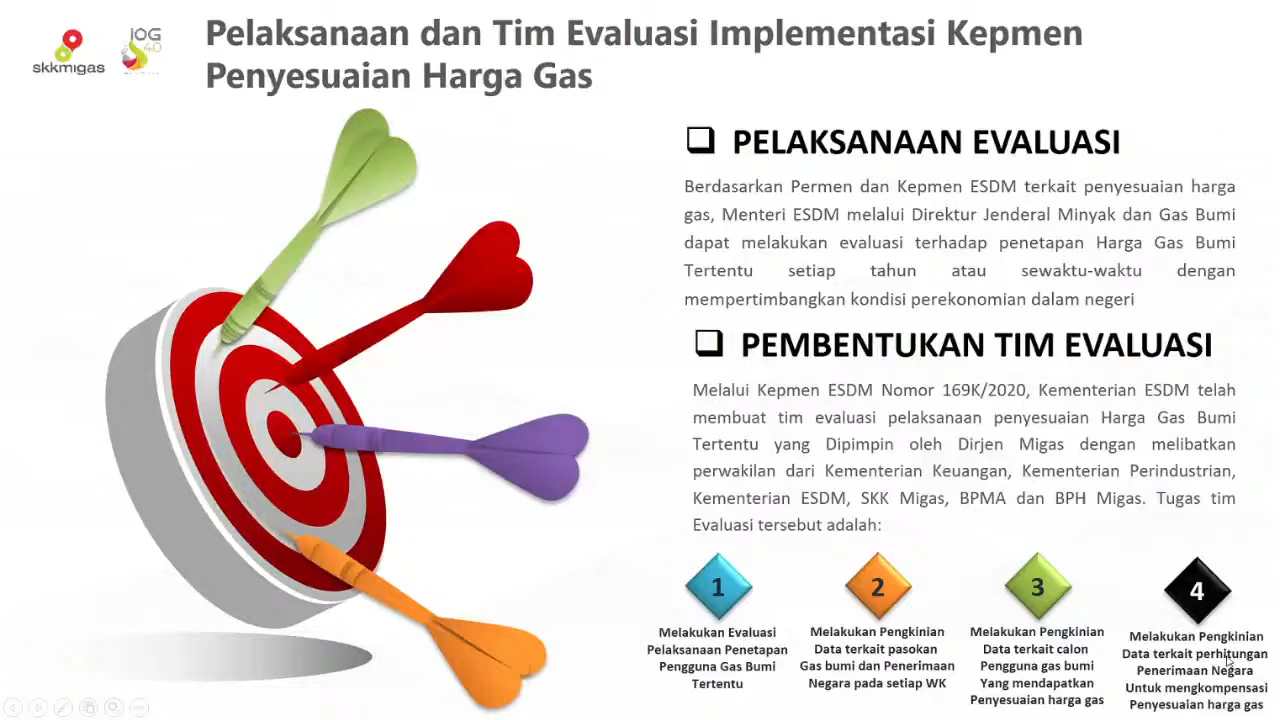 skkmigas
IOG
4.0
Pelaksanaan dan Tim Evaluasi Implementasi Kepmen
Penyesuaian Harga Gas
PELAKSANAAN EVALUASI
Berdasarkan Permen dan Kepmen ESDM terkait penyesuaian harga
gas, Menteri ESDM melalui Direktur Jenderal Minyak dan Gas Bumi
dapat melakukan evaluasi terhadap penetapan Harga Gas Bumi
Tertentu setiap tahun atau sewaktu-waktu dengan
mempertimbangkan kondisi perekonomian dalam negeri
PEMBENTUKAN TIM EVALUASI
Melalui Kepmen ESDM Nomor 169K/2020, Kementerian ESDM telah
membuat tim evaluasi pelaksanaan penyesuaian Harga Gas Bumi
Tertentu yang Dipimpin oleh Dirjen Migas dengan melibatkan
perwakilan dari Kementerian Keuangan, Kementerian Perindustrian,
Kementerian ESDM, SKK Migas, BPMA dan BPH Migas. Tugas tim
Evaluasi tersebut adalah:
1
Melakukan Evaluasi
Pelaksanaan Penetapan
Pengguna Gas Bumi
Tertentu
2
Melakukan Pengkinian
Data terkait pasokan
Gas bumi dan Penerimaan
Negara pada setiap WK
3
Melakukan Pengkinian
Data terkait calon
Pengguna gas bumi
Yang mendapatkan
Penyesuaian harga gas
4
Melakukan Pengkinian
Data terkait perhitungan
Penerimaan Negara
Untuk mengkompensasi
Penyesuaian harga gas